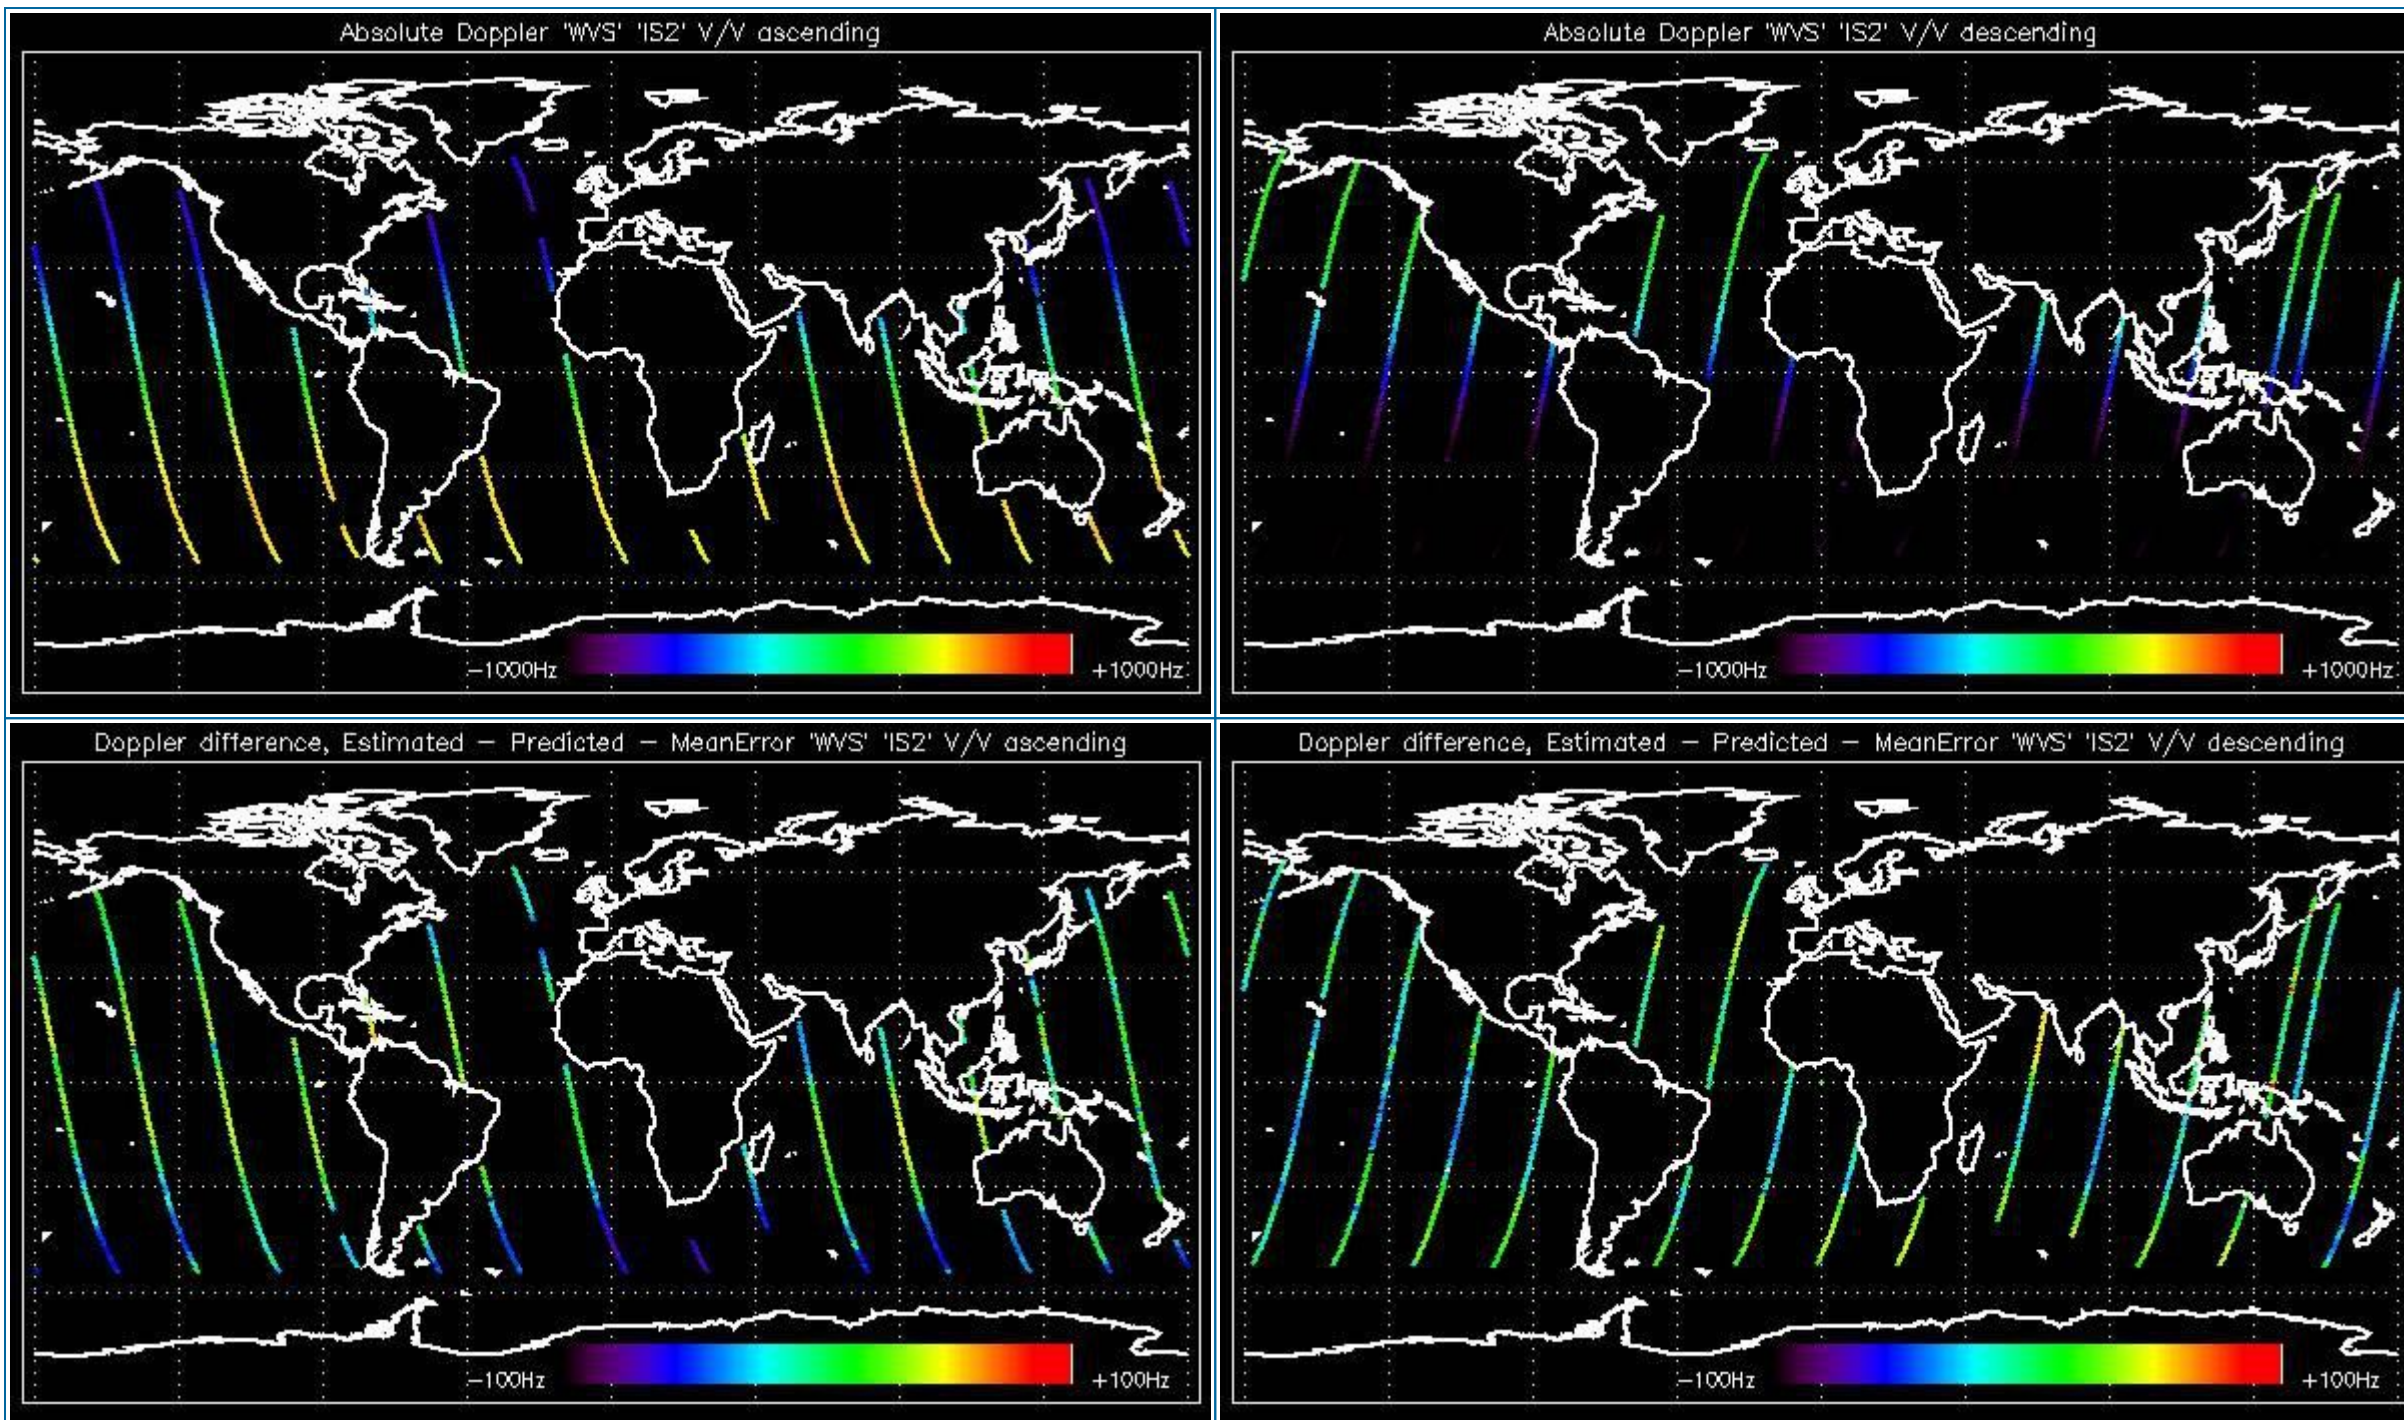 Absolute Doppler 'WVS' 'IS2' V/V ascending
-1000Hz
+1000Hz
Absolute Doppler 'WVS' 'IS2' V/V descending
-1000Hz
+1000Hz
Doppler difference, Estimated - Predicted - MeanError 'WVS' 'IS2' V/V ascending
-100Hz
+100Hz
Doppler difference, Estimated - Predicted - MeanError 'WVS' 'IS2' V/V descending
-100Hz
+100Hz